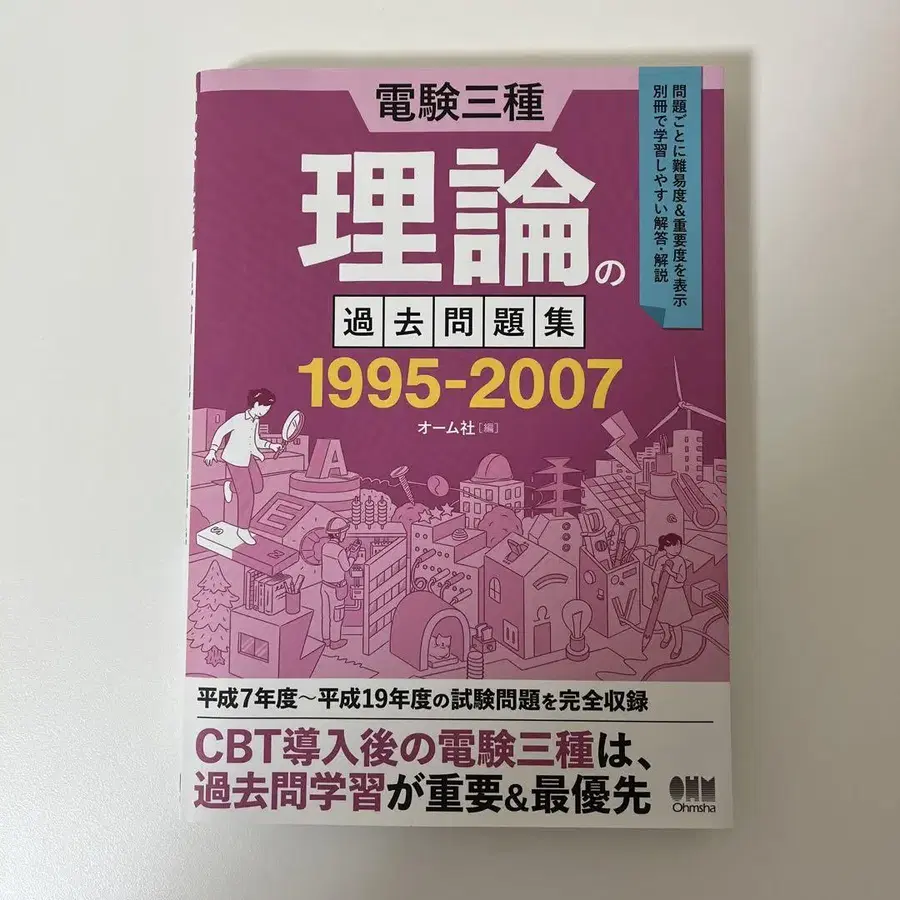 電験三種
理論の
過去問題集
1995-2007
オーム社[編]
問題ごとに難易度&重要度を表示
別冊で学習しやすい解答・解説
A
E
V
平成7年度～平成19年度の試験問題を完全収録
CBT導入後の電験三種は、
過去問学習が重要&最優先
OHM
Ohmsha